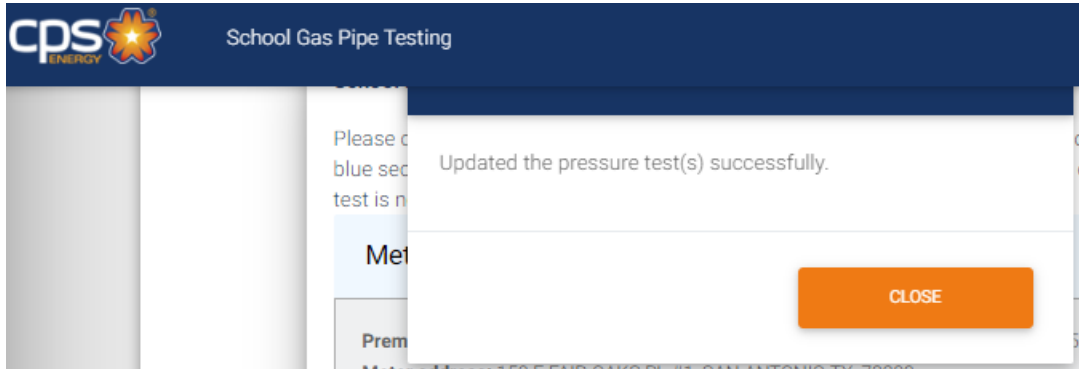 cps
ENERGY
School Gas Pipe Testing
Please
blue sec
test is n
Updated the pressure test(s) successfully.
Met
CLOSE
Prem